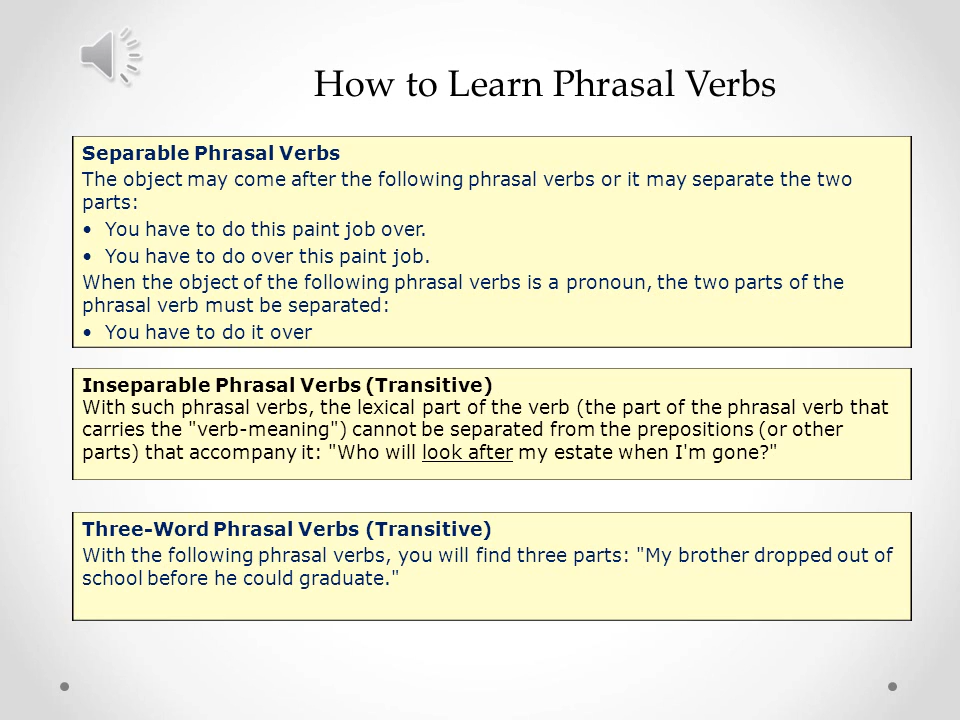 How to Learn Phrasal Verbs
Separable Phrasal Verbs
The object may come after the following phrasal verbs or it may separate the two
parts:
• You have to do this paint job over.
• You have to do over this paint job.
When the object of the following phrasal verbs is a pronoun, the two parts of the
phrasal verb must be separated:
• You have to do it over
Inseparable Phrasal Verbs (Transitive)
With such phrasal verbs, the lexical part of the verb (the part of the phrasal verb that
carries the "verb-meaning") cannot be separated from the prepositions (or other
parts) that accompany it: "Who will look after my estate when I'm gone?"
Three-Word Phrasal Verbs (Transitive)
With the following phrasal verbs, you will find three parts: "My brother dropped out of
school before he could graduate."